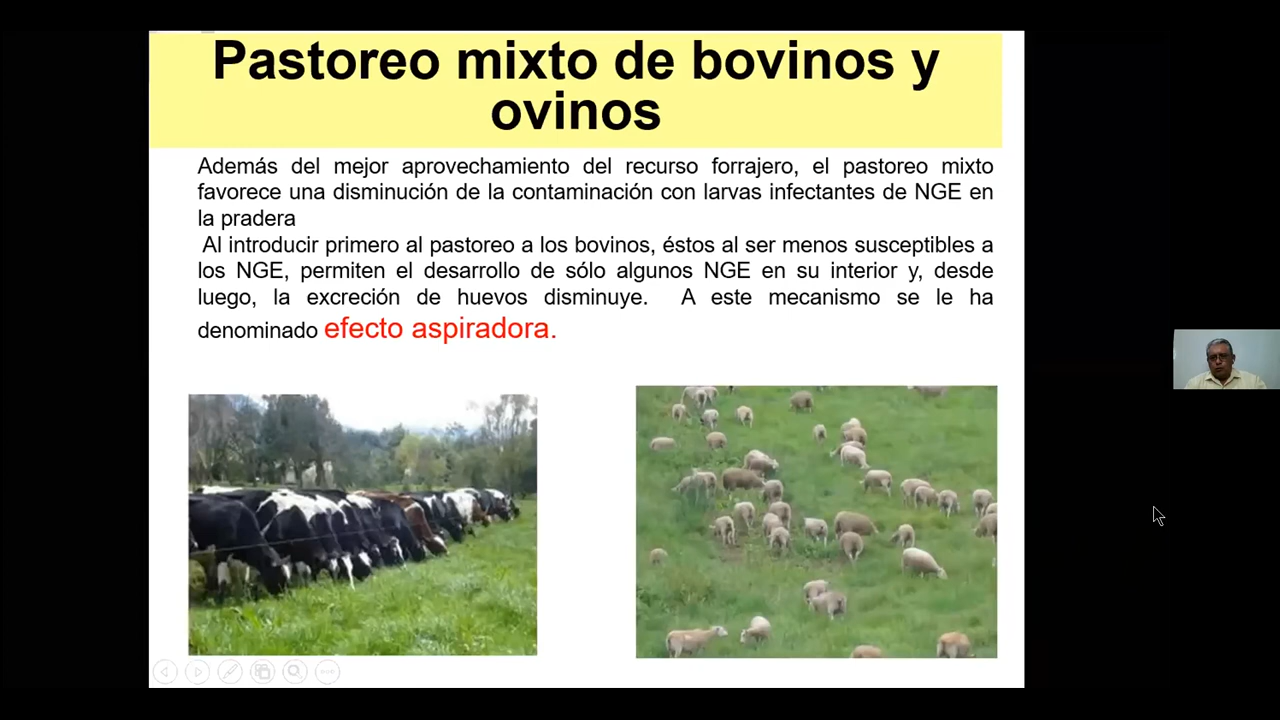 Pastoreo mixto de bovinos y
ovinos
Además del mejor aprovechamiento del recurso forrajero, el pastoreo mixto
favorece una disminución de la contaminación con larvas infectantes de NGE en
la pradera
Al introducir primero al pastoreo a los bovinos, éstos al ser menos susceptibles a
los NGE, permiten el desarrollo de sólo algunos NGE en su interior y, desde
luego, la excreción de huevos disminuye. A este mecanismo se le ha
denominado efecto aspiradora.